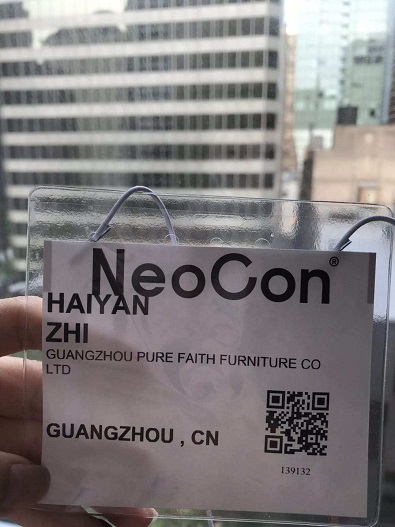 NeoCon®
HAIYAN
ZHI
GUANGZHOU PURE FAITH FURNITURE CO
LTD
GUANGZHOU , CN
139132